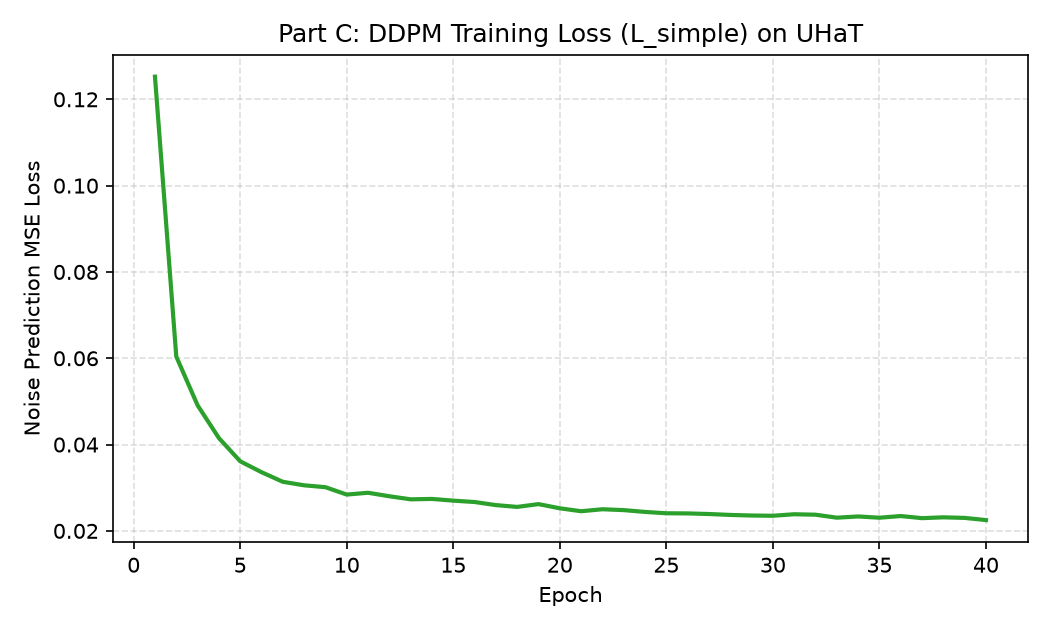 Part C: DDPM Training Loss (L_simple) on UHaT
Noise Prediction MSE Loss
0.12
0.10
0.08
0.06
0.04
0.02
0 5 10 15 20 25 30 35 40
Epoch